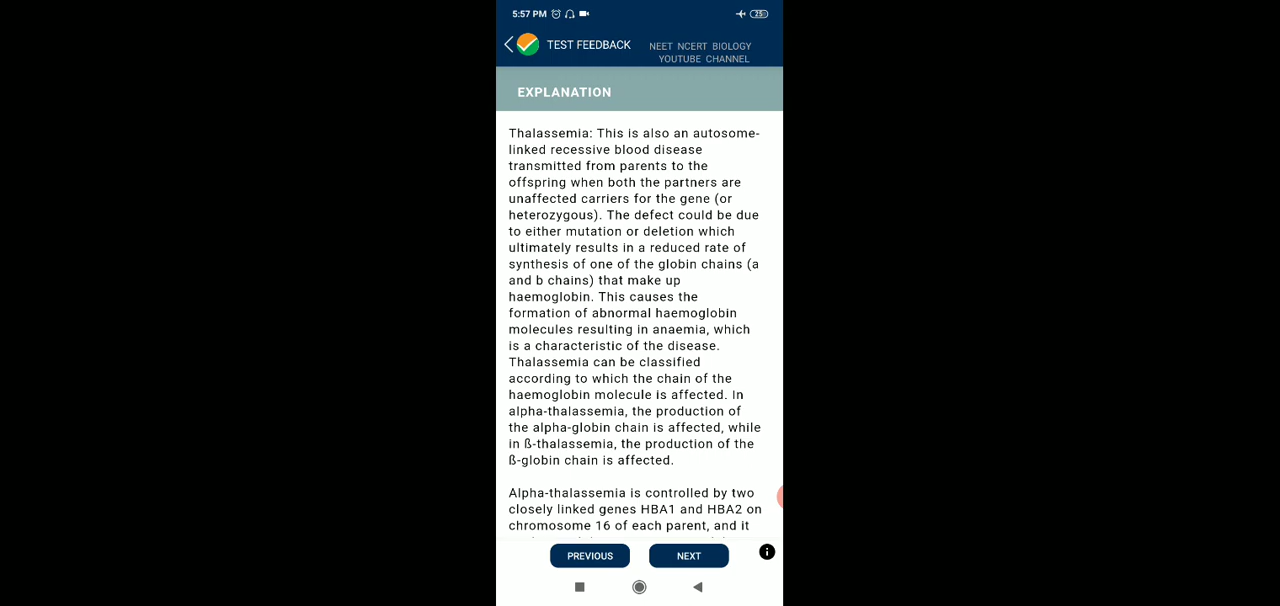 5:57 PM
25
TEST FEEDBACK
NEET NCERT BIOLOGY
YOUTUBE CHANNEL
EXPLANATION
Thalassemia: This is also an autosome-
linked recessive blood disease
transmitted from parents to the
offspring when both the partners are
unaffected carriers for the gene (or
heterozygous). The defect could be due
to either mutation or deletion which
ultimately results in a reduced rate of
synthesis of one of the globin chains (a
and b chains) that make up
haemoglobin. This causes the
formation of abnormal haemoglobin
molecules resulting in anaemia, which
is a characteristic of the disease.
Thalassemia can be classified
according to which the chain of the
haemoglobin molecule is affected. In
alpha-thalassemia, the production of
the alpha-globin chain is affected, while
in ß-thalassemia, the production of the
ß-globin chain is affected.
Alpha-thalassemia is controlled by two
closely linked genes HBA1 and HBA2 on
chromosome 16 of each parent, and it
PREVIOUS
NEXT